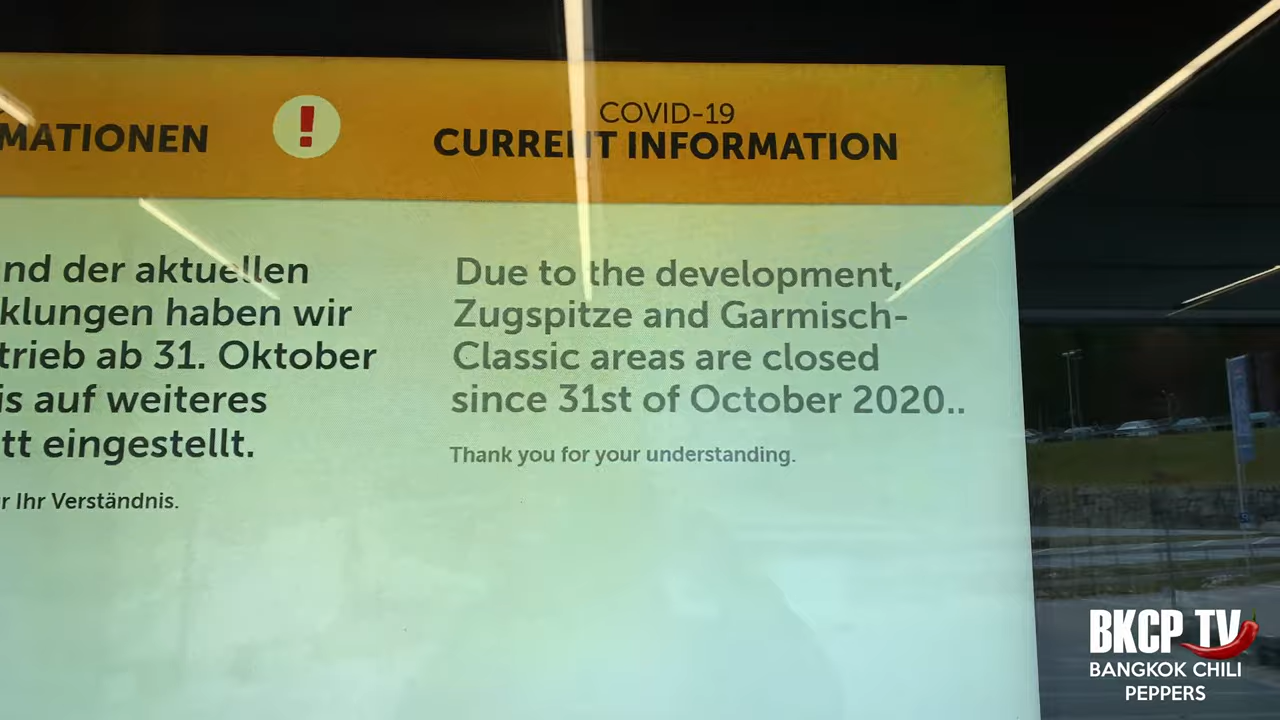 MATIONEN
!
COVID-19
CURRENT INFORMATION
nd der aktuellen
klungen haben wir
trieb ab 31. Oktober
is auf weiteres
tt eingestellt.
r Ihr Verständnis.
Due to the development,
Zugspitze and Garmisch-
Classic areas are closed
since 31st of October 2020..
Thank you for your understanding.
BKCP TV
BANGKOK CHILI
PEPPERS